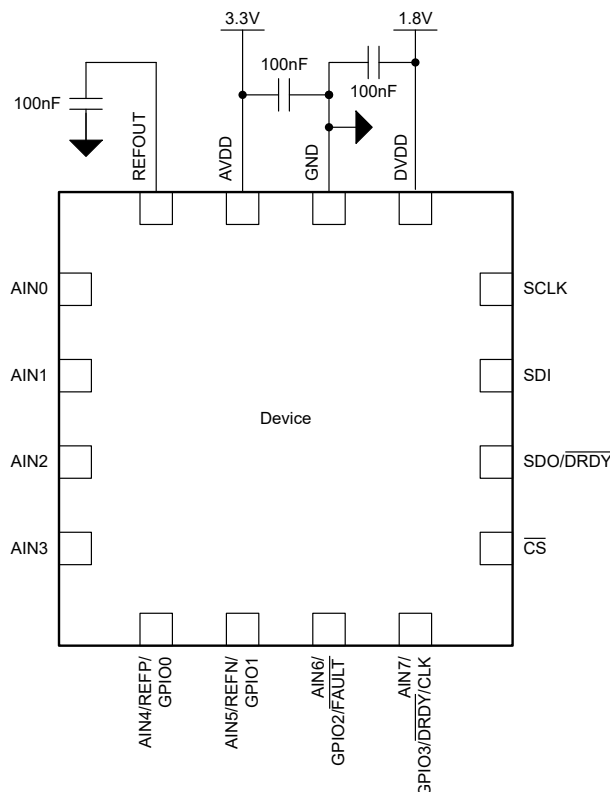 3.3V
1.8V
100nF
100nF
100nF
REFOUT
AVDD
GND
DVDD
AIN0
SCLK
AIN1
SDI
Device
AIN2
SDO/DRDY
AIN3
CS
AIN4/REFP/
GPIO0
AIN5/REFN/
GPIO1
AIN6/
GPIO2/FAULT
AIN7/
GPIO3/DRDY/CLK